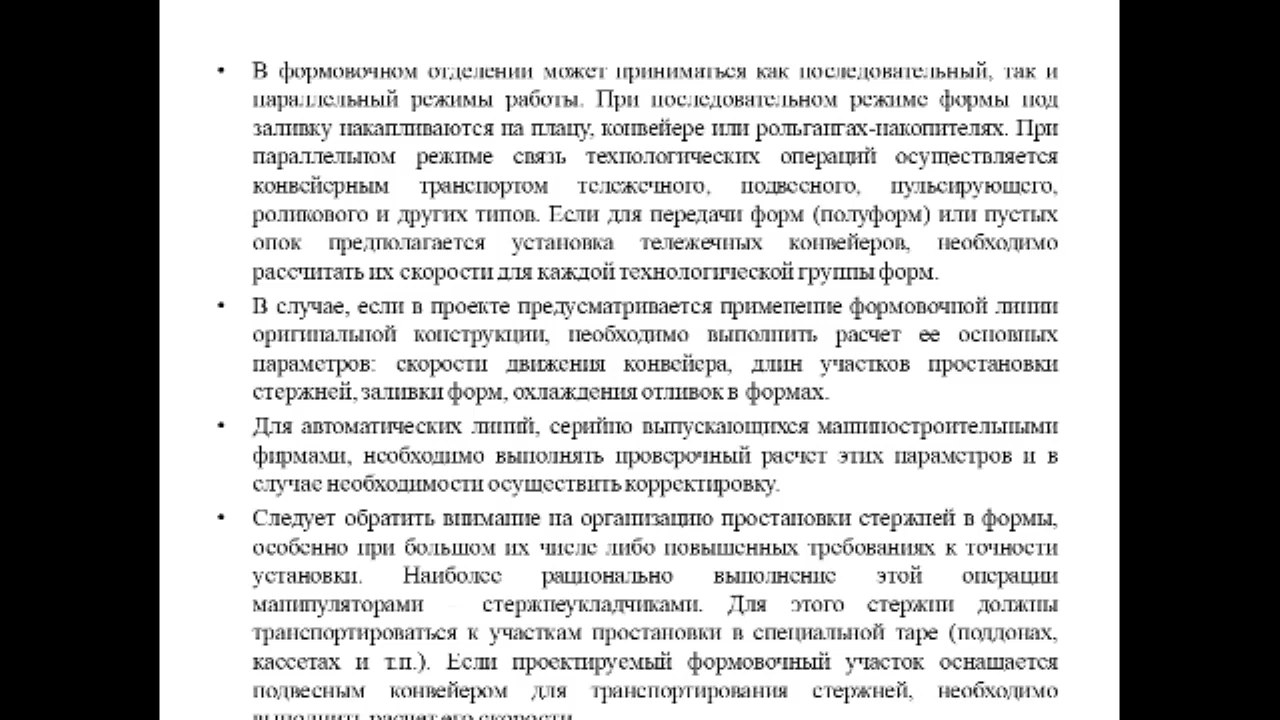 • В формовочном отделении может приниматься как последовательный, так и
параллельный режимы работы. При последовательном режиме формы под
заливку накапливаются на плацу, конвейере или рольгангах-накопителях. При
параллельном режиме связь технологических операций осуществляется
конвейерным транспортом тележечного, подвесного, пульсирующего,
роликового и других типов. Если для передачи форм (полуформ) или пустых
опок предполагается установка тележечных конвейеров, необходимо
рассчитать их скорости для каждой технологической группы форм.
• В случае, если в проекте предусматривается применение формовочной линии
оригинальной конструкции, необходимо выполнить расчет ее основных
параметров: скорости движения конвейера, длин участков простановки
стержней, заливки форм, охлаждения отливок в формах.
• Для автоматических линий, серийно выпускающихся машиностроительными
фирмами, необходимо выполнять проверочный расчет этих параметров и в
случае необходимости осуществить корректировку.
• Следует обратить внимание на организацию простановки стержней в формы,
особенно при большом их числе либо повышенных требованиях к точности
установки. Наиболее рационально выполнение этой операции
манипуляторами – стержнеукладчиками. Для этого стержни должны
транспортироваться к участкам простановки в специальной таре (поддонах,
кассетах и т.п.). Если проектируемый формовочный участок оснащается
подвесным конвейером для транспортирования стержней, необходимо
выполнить расчет его скорости.